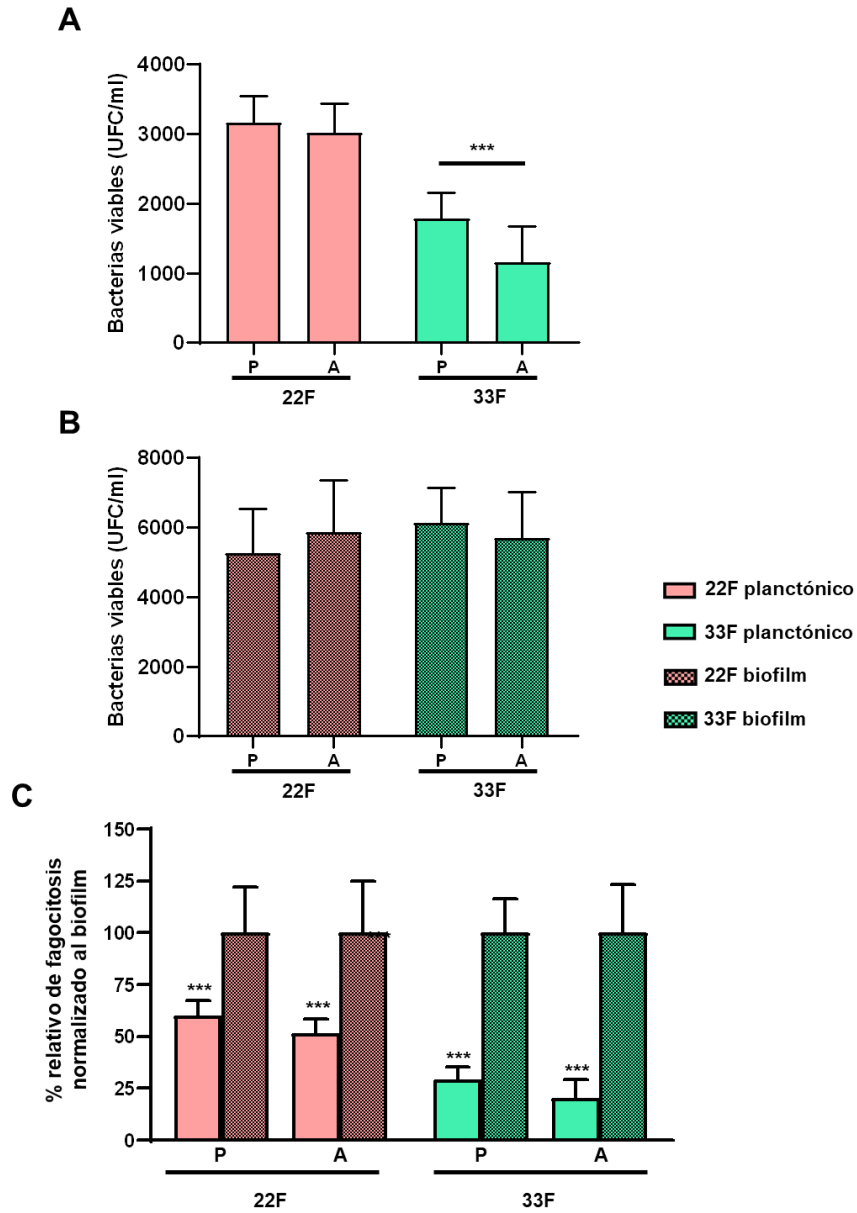 A
Bacterias viables (UFC/ml)
4000
3000
2000
1000
0
***
P
A
P
A
22F
33F
B
Bacterias viables (UFC/ml)
8000
6000
4000
2000
0
P
A
P
A
22F
33F
22F planctónico
33F planctónico
22F biofilm
33F biofilm
C
% relativo de fagocitosis
normalizado al biofilm
150
125
100
75
50
25
0
***
***
***
***
***
P
A
P
A
22F
33F